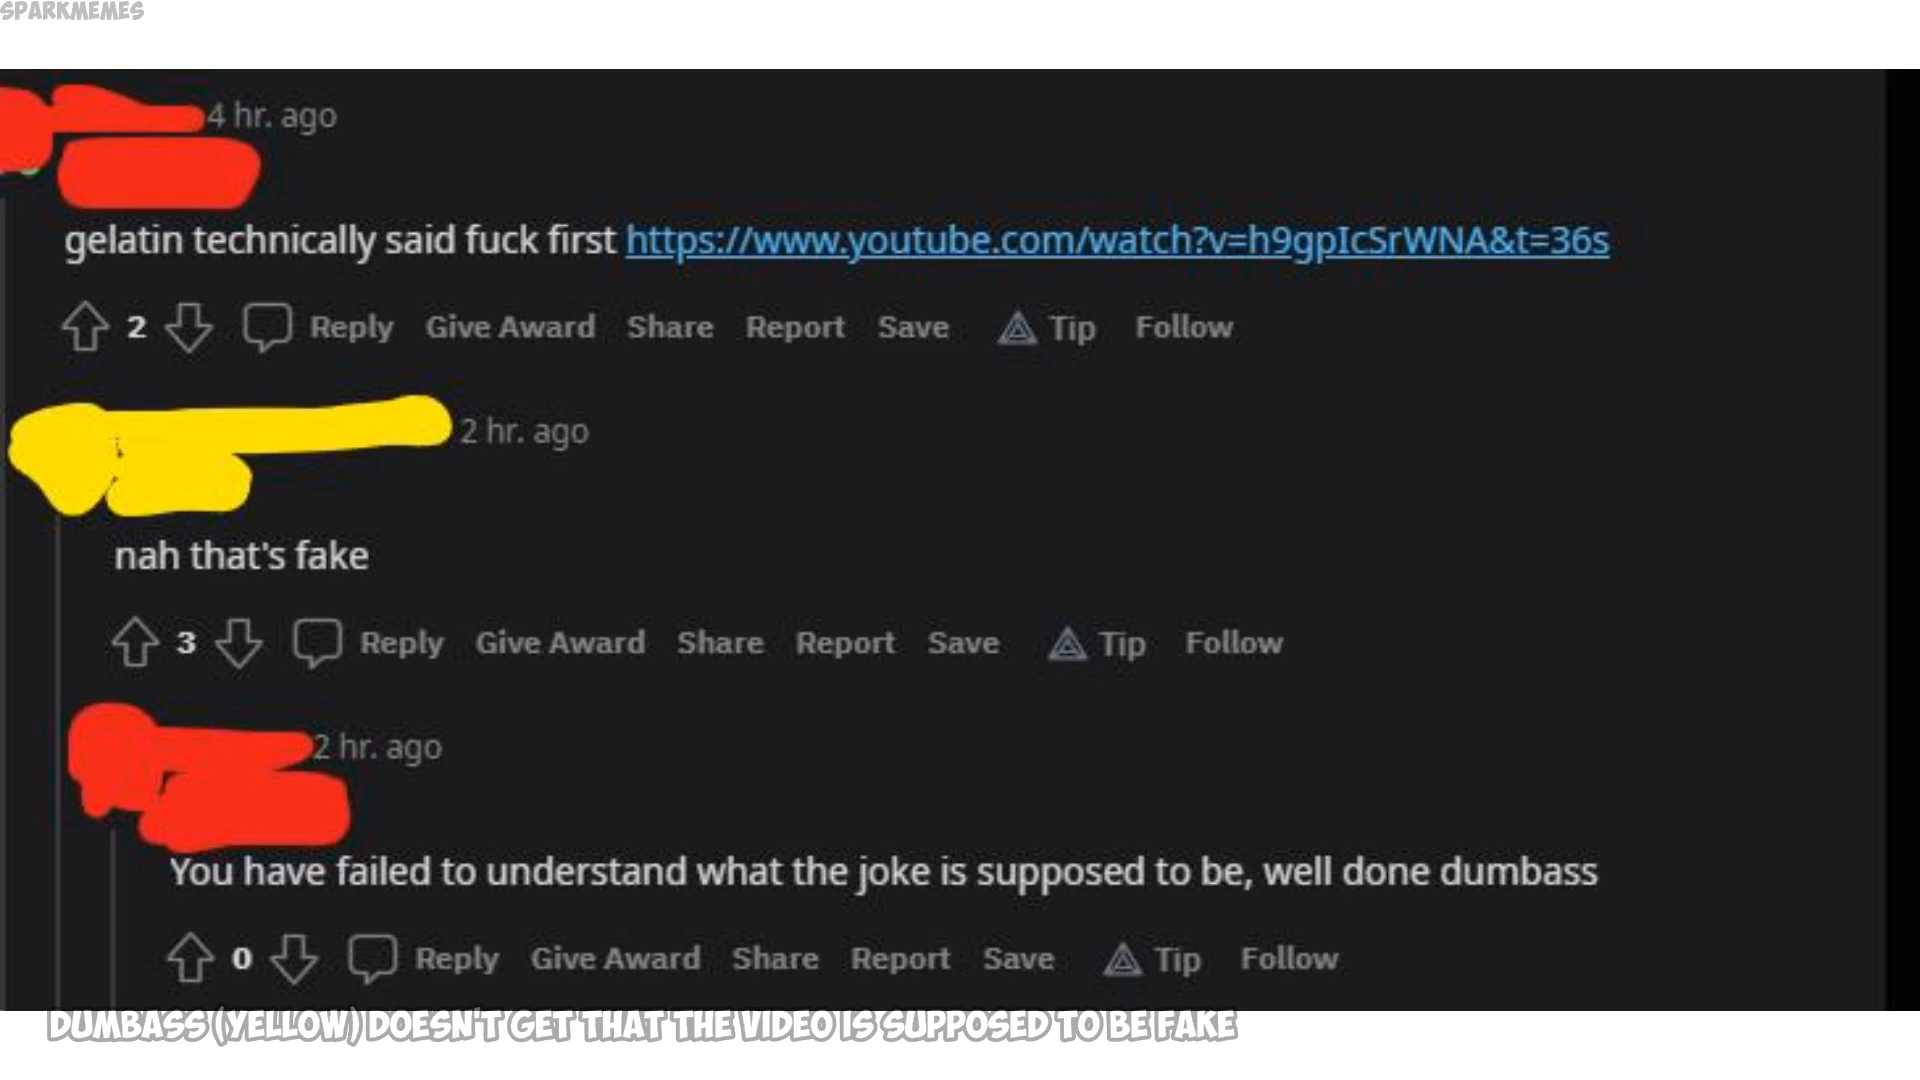 SPARKMEMES
4 hr. ago
gelatin technically said fuck first https://www.youtube.com/watch?v=h9gpIcSrWNA&t=36s
2 Reply Give Award Share Report Save Tip Follow
2 hr. ago
nah that's fake
3 Reply Give Award Share Report Save Tip Follow
2 hr. ago
You have failed to understand what the joke is supposed to be, well done dumbass
0 Reply Give Award Share Report Save Tip Follow
DUMBASS (YELLOW) DOESN'T GET THAT THE VIDEO IS SUPPOSED TO BE FAKE